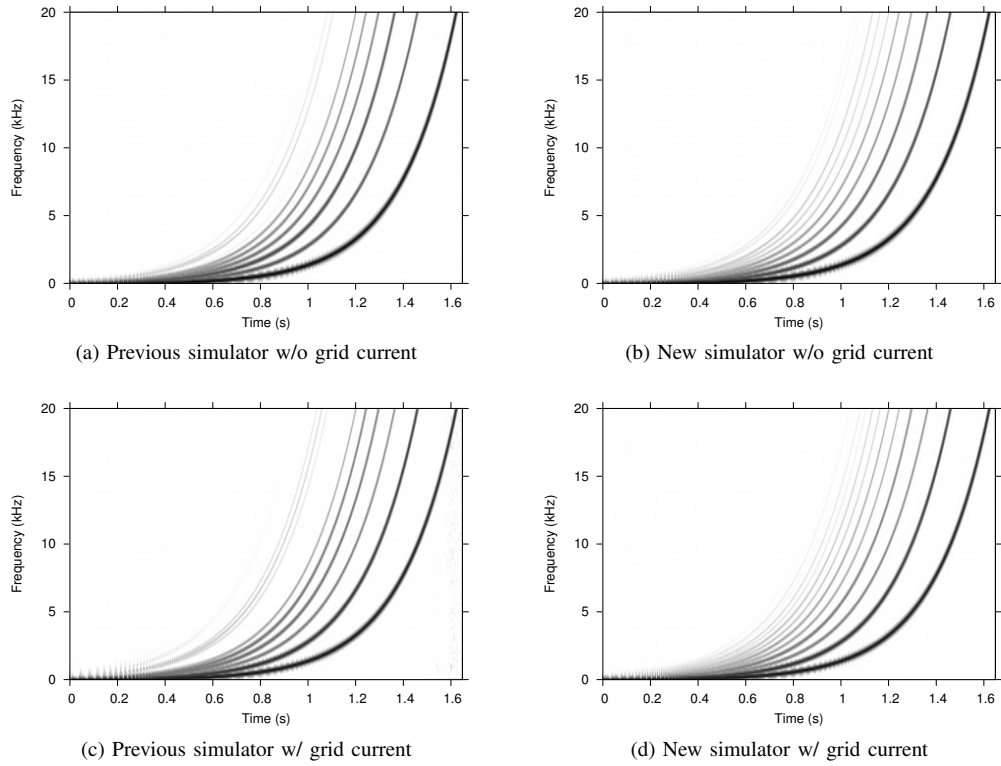 20
15
10
5
0
Frequency (kHz)
0 0.2 0.4 0.6 0.8 1 1.2 1.4 1.6
Time (s)
(a) Previous simulator w/o grid current
20
15
10
5
0
Frequency (kHz)
0 0.2 0.4 0.6 0.8 1 1.2 1.4 1.6
Time (s)
(b) New simulator w/o grid current
20
15
10
5
0
Frequency (kHz)
0 0.2 0.4 0.6 0.8 1 1.2 1.4 1.6
Time (s)
(c) Previous simulator w/ grid current
20
15
10
5
0
Frequency (kHz)
0 0.2 0.4 0.6 0.8 1 1.2 1.4 1.6
Time (s)
(d) New simulator w/ grid current